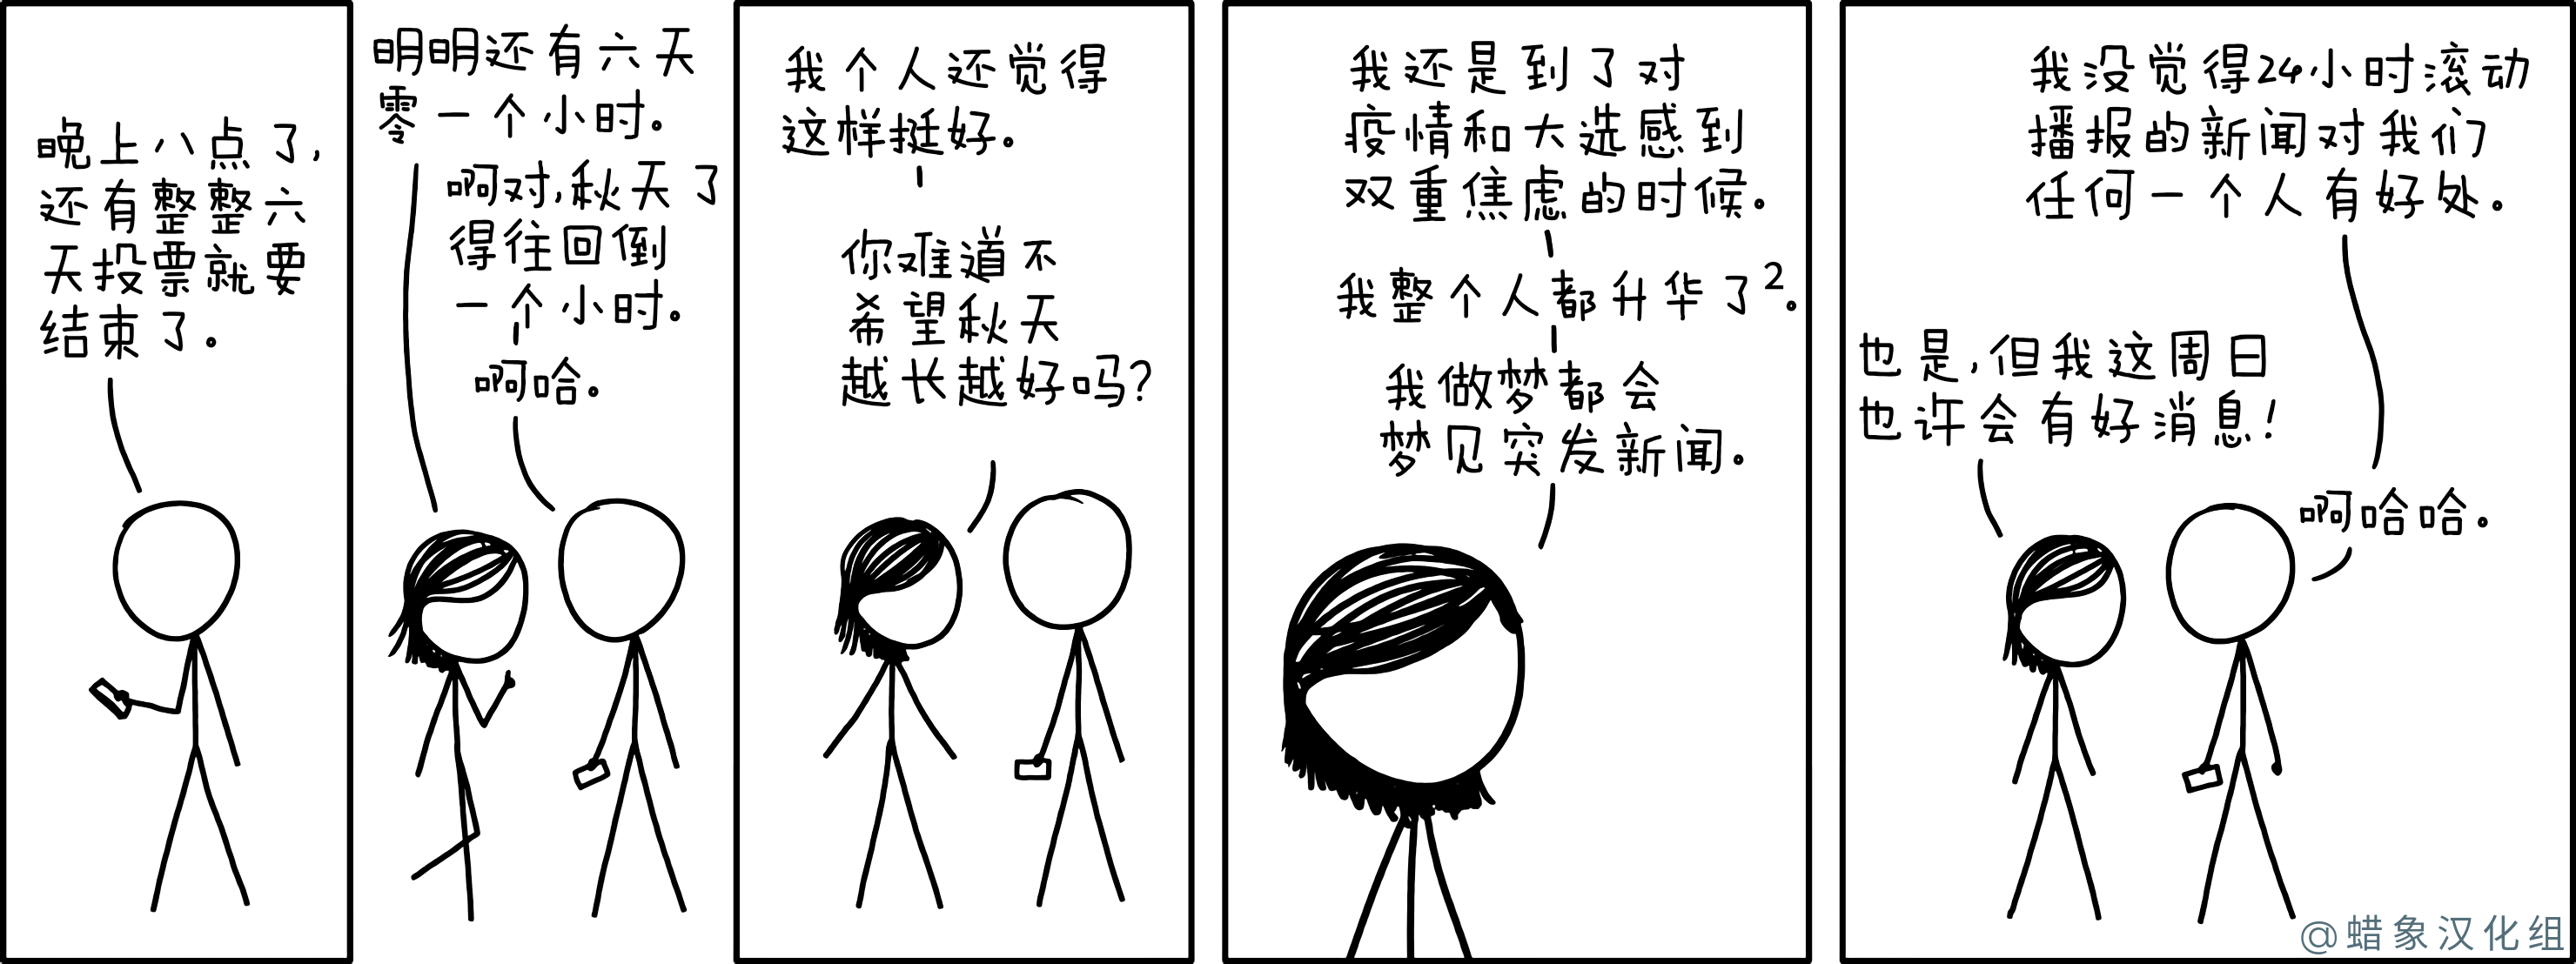 晚上八点了,
还有整整六
天投票就要
结束了。
明明还有六天
零一个小时。
啊对,秋天了
得往回倒
一个小时。
啊哈。
我个人还觉得
这样挺好。
你难道不
希望秋天
越长越好吗?
我还是到了对
疫情和大选感到
双重焦虑的时候。
我整个人都升华了²。
我做梦都会
梦见突发新闻。
我没觉得24小时滚动
播报的新闻对我们
任何一个人有好处。
也是,但我这周日
也许会有好消息!
啊哈哈。
@蜡象汉化组